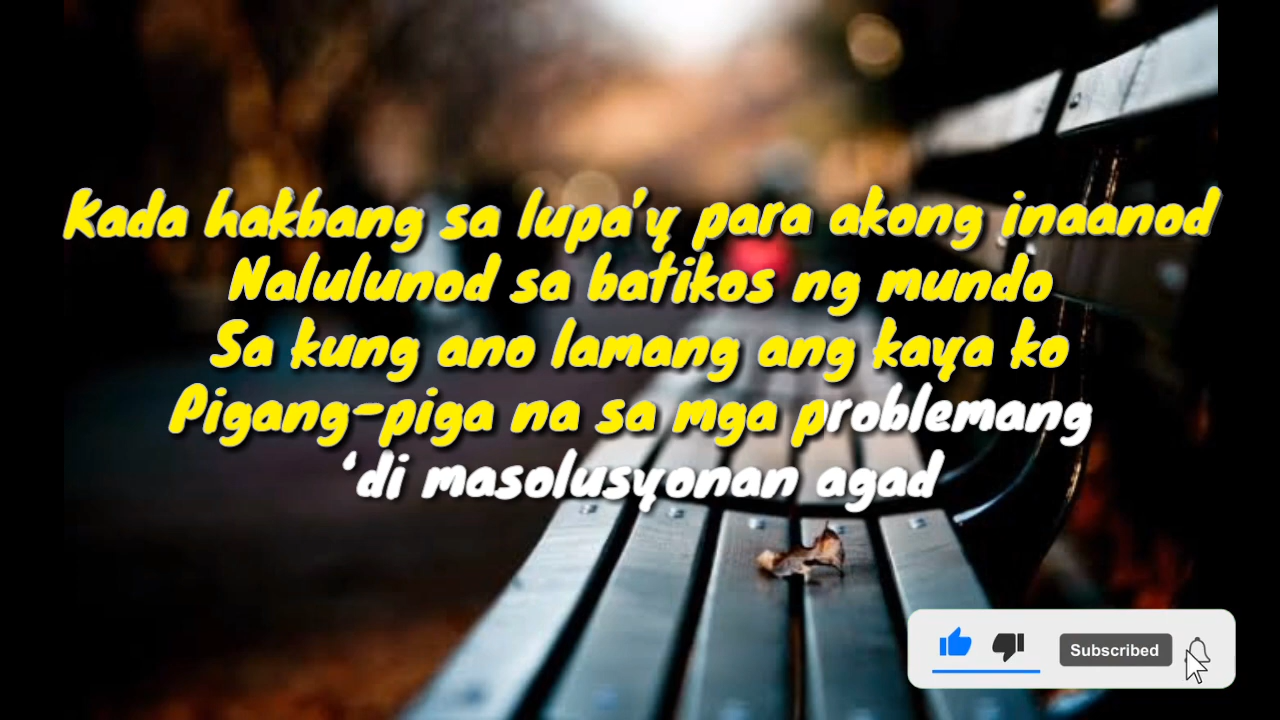 Kada hakbang sa lupa'y para akong inaanod
Nalulunod sa batikos ng mundo
Sa kung ano lamang ang kaya ko
Pigang-piga na sa mga problemang
‘di masolusyonan agad
Subscribed